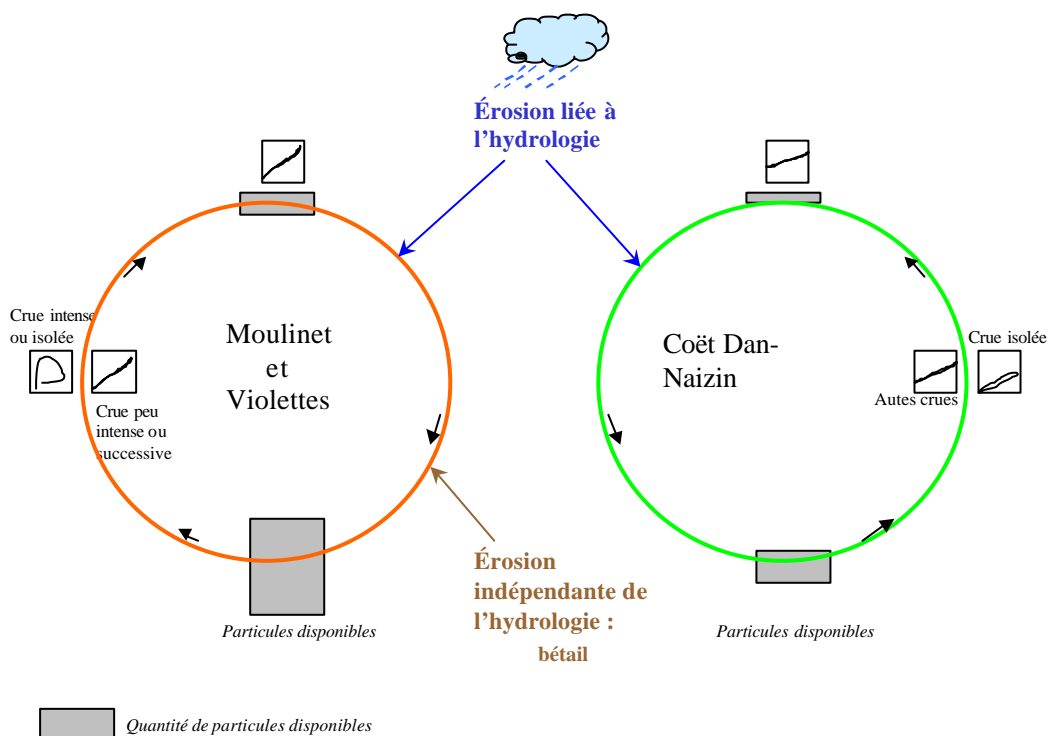 Érosion liée à
l'hydrologie
Crue intense
ou isolée
Moulinet
et
Violettes
Crue peu
intense ou
successive
Coët Dan-
Naizin
Crue isolée
Autes crues
Érosion
indépendante de
l'hydrologie :
bétail
Particules disponibles
Particules disponibles
Quantité de particules disponibles